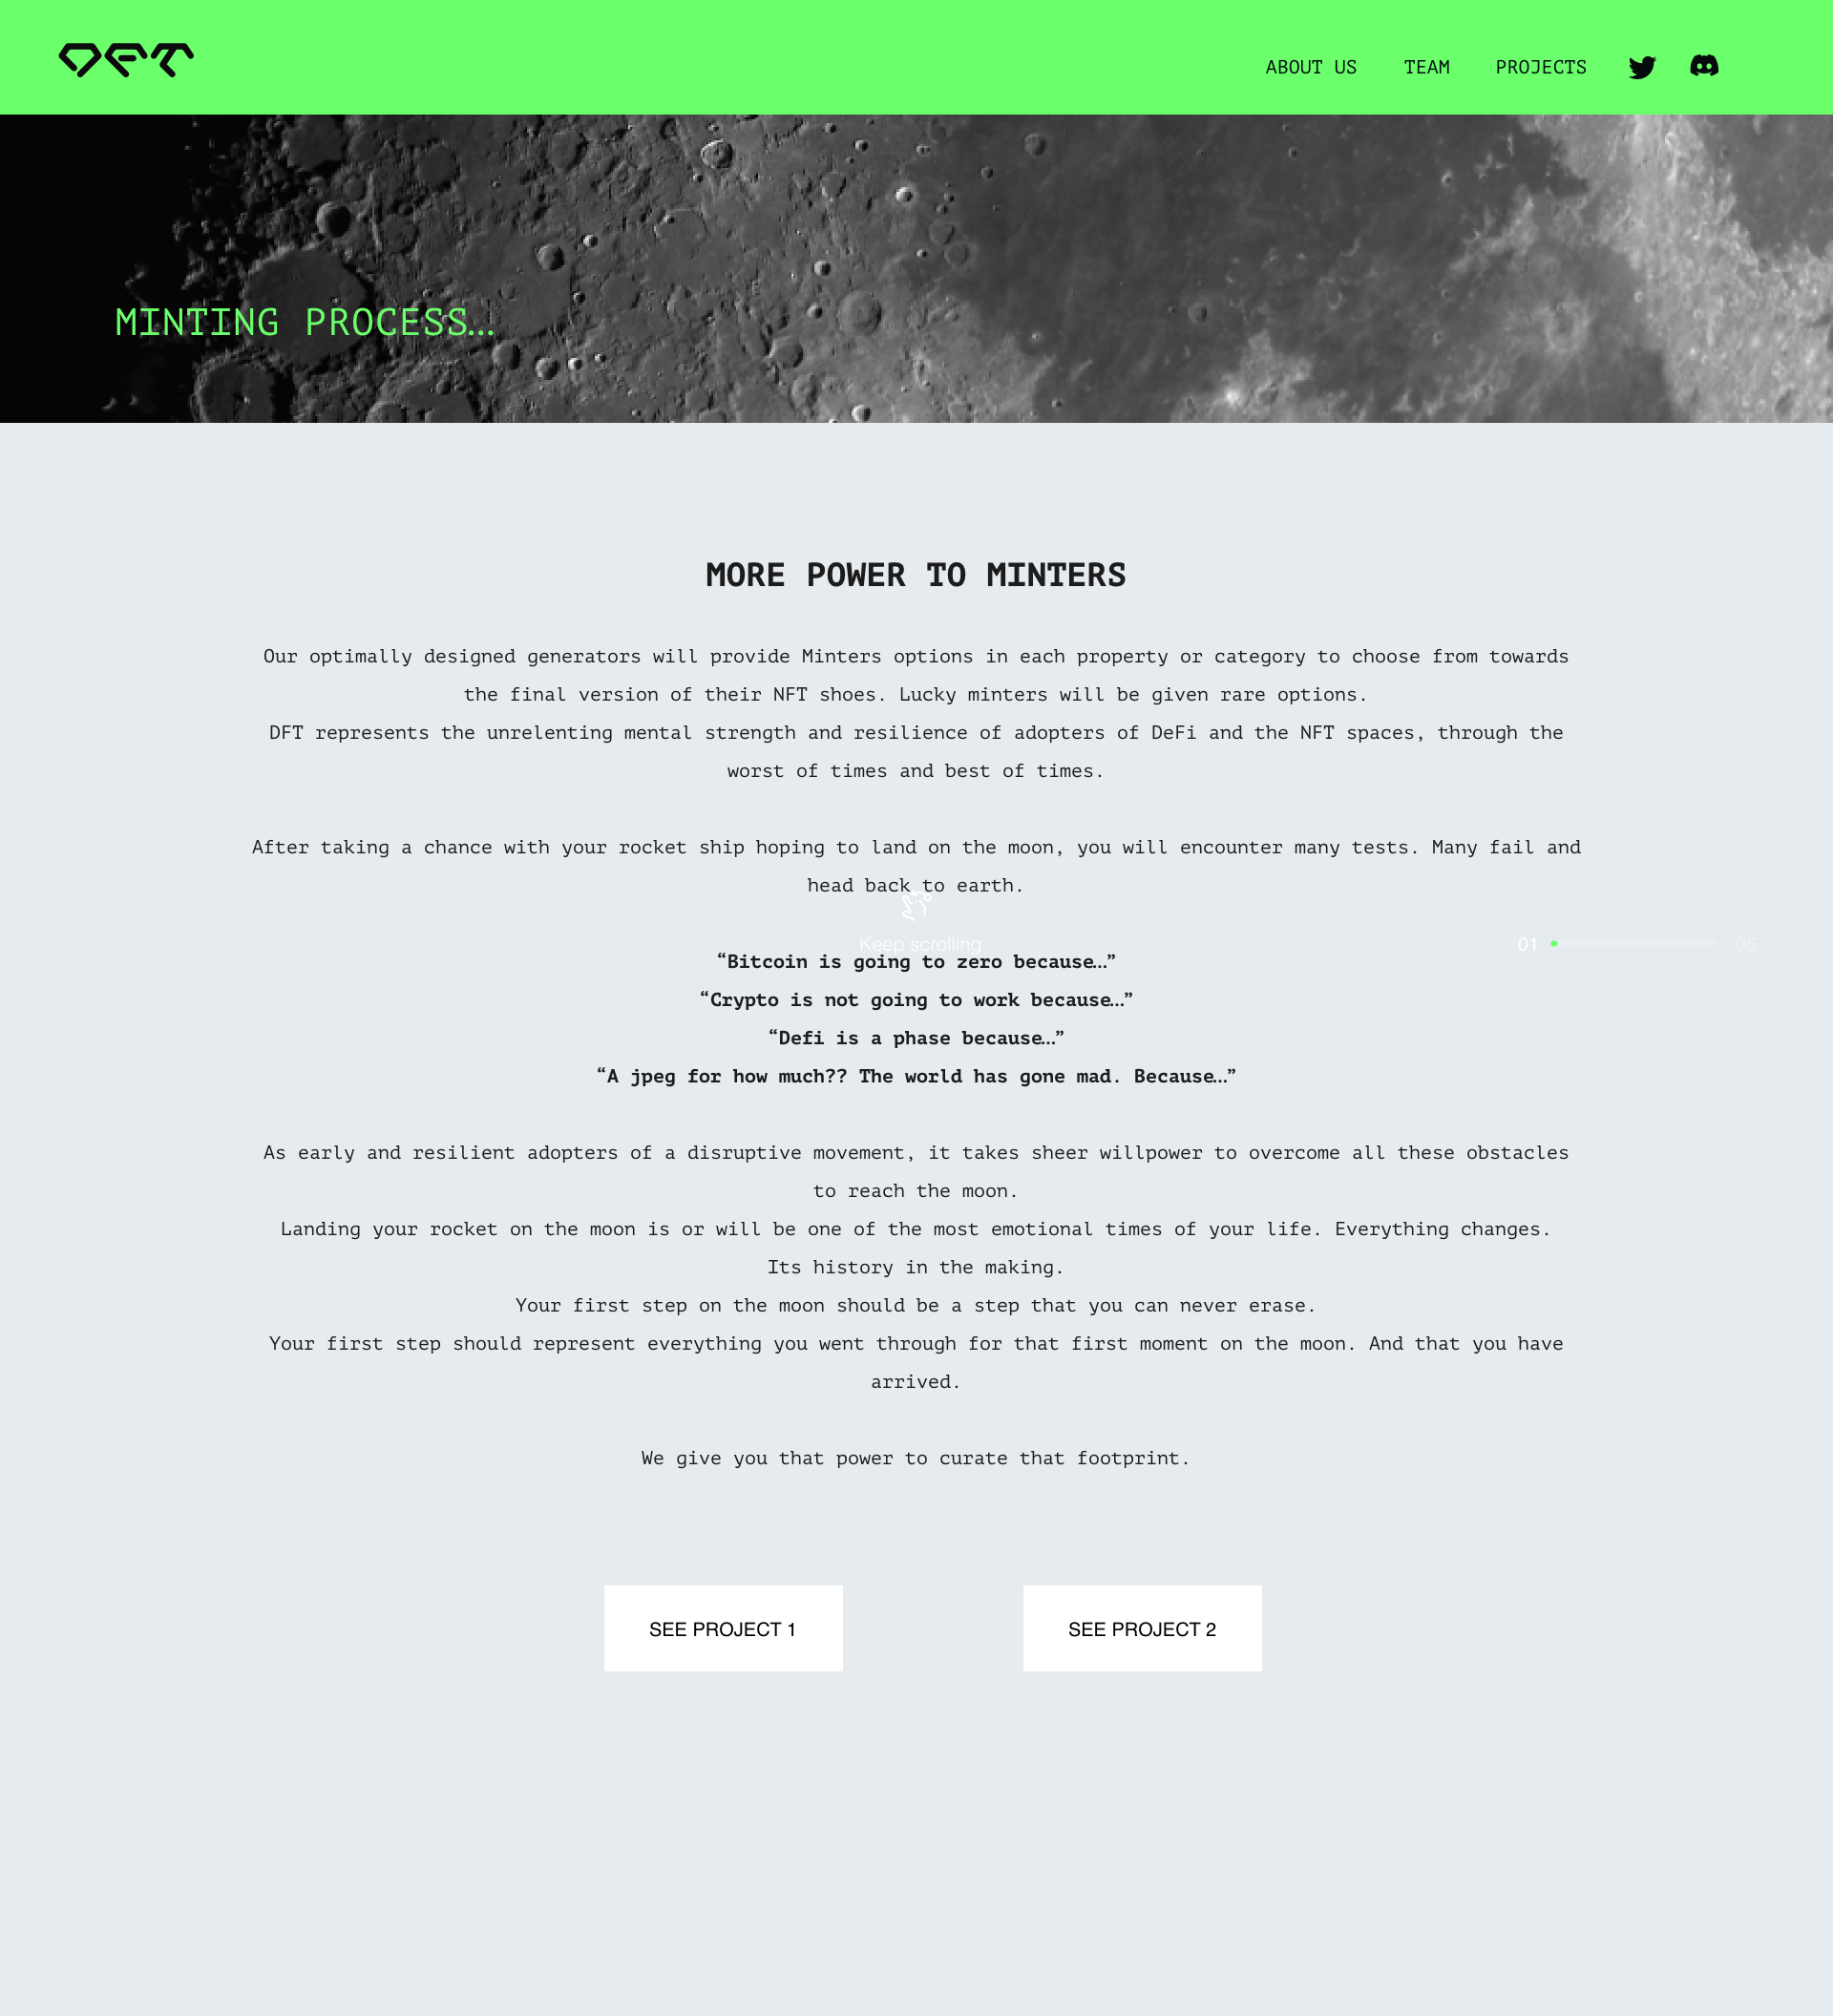 DFT
ABOUT US TEAM PROJECTS
MINTING PROCESS…
MORE POWER TO MINTERS
Our optimally designed generators will provide Minters options in each property or category to choose from towards
the final version of their NFT shoes. Lucky minters will be given rare options.
DFT represents the unrelenting mental strength and resilience of adopters of DeFi and the NFT spaces, through the
worst of times and best of times.
After taking a chance with your rocket ship hoping to land on the moon, you will encounter many tests. Many fail and
head back to earth.
Keep scrolling
01 05
“Bitcoin is going to zero because…”
“Crypto is not going to work because…”
“Defi is a phase because…”
“A jpeg for how much?? The world has gone mad. Because…”
As early and resilient adopters of a disruptive movement, it takes sheer willpower to overcome all these obstacles
to reach the moon.
Landing your rocket on the moon is or will be one of the most emotional times of your life. Everything changes.
Its history in the making.
Your first step on the moon should be a step that you can never erase.
Your first step should represent everything you went through for that first moment on the moon. And that you have
arrived.
We give you that power to curate that footprint.
SEE PROJECT 1 SEE PROJECT 2